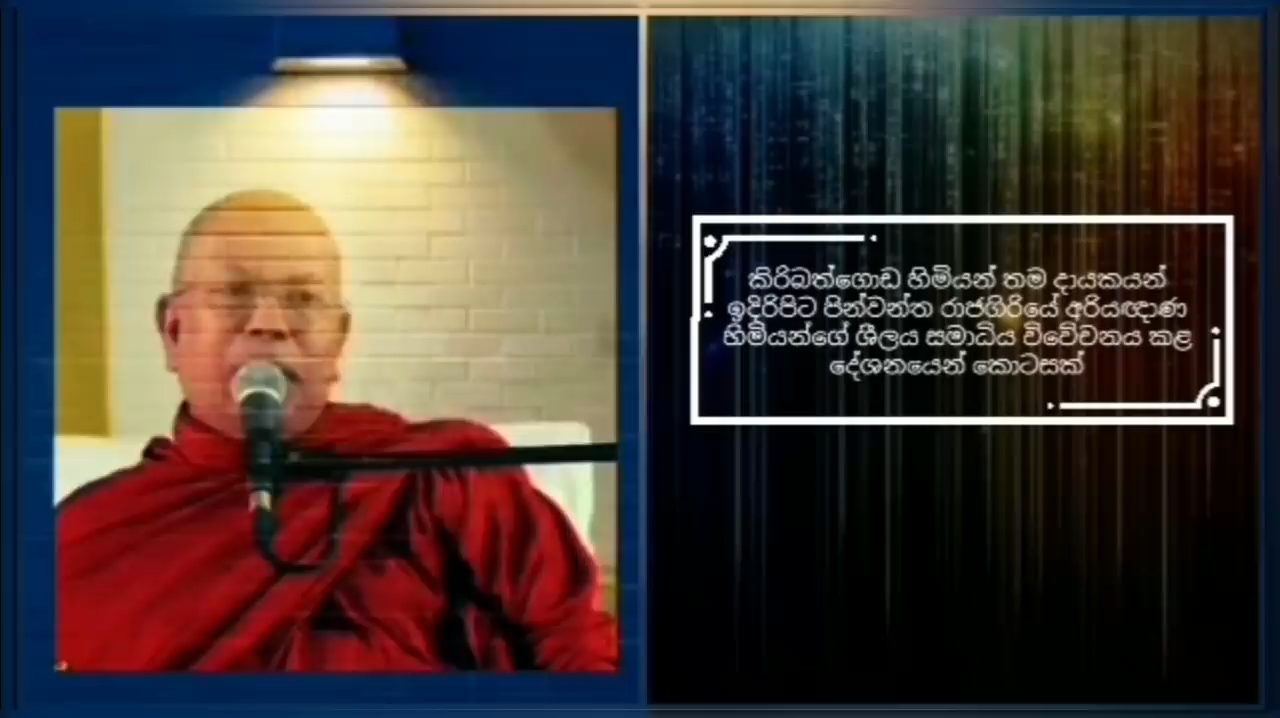 කිරිබත්ගොඩ හිමියන් තම දායකයන්
ඉදිරිපිට පින්වන්ත රාජගිරියේ අරියඥාණ
හිමියන්ගේ ශීලය සමාධිය විවේචනය කළ
දේශනයෙන් කොටසක්